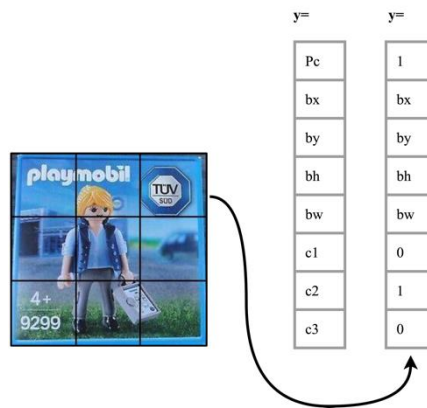 y=
y=
Pc
1
bx
bx
by
by
bh
bh
bw
bw
c1
0
c2
1
c3
0
playmobil
TÜV
SÜD
4+
9299